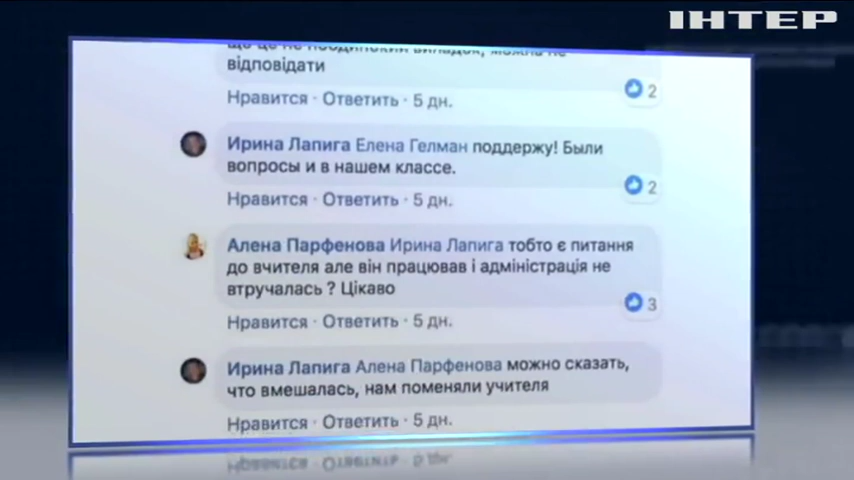 ІНТЕР
ще це не поодинокий випадок, можна не
відповідати
2
Нравится · Ответить · 5 дн.
Ирина Лапига Елена Гелман поддержу! Были
вопросы и в нашем классе.
2
Нравится · Ответить · 5 дн.
Алена Парфенова Ирина Лапига тобто є питання
до вчителя але він працював і адміністрація не
втручалась ? Цікаво
3
Нравится · Ответить · 5 дн.
Ирина Лапига Алена Парфенова можно сказать,
что вмешалась, нам поменяли учителя
Нравится · Ответить · 5 дн.